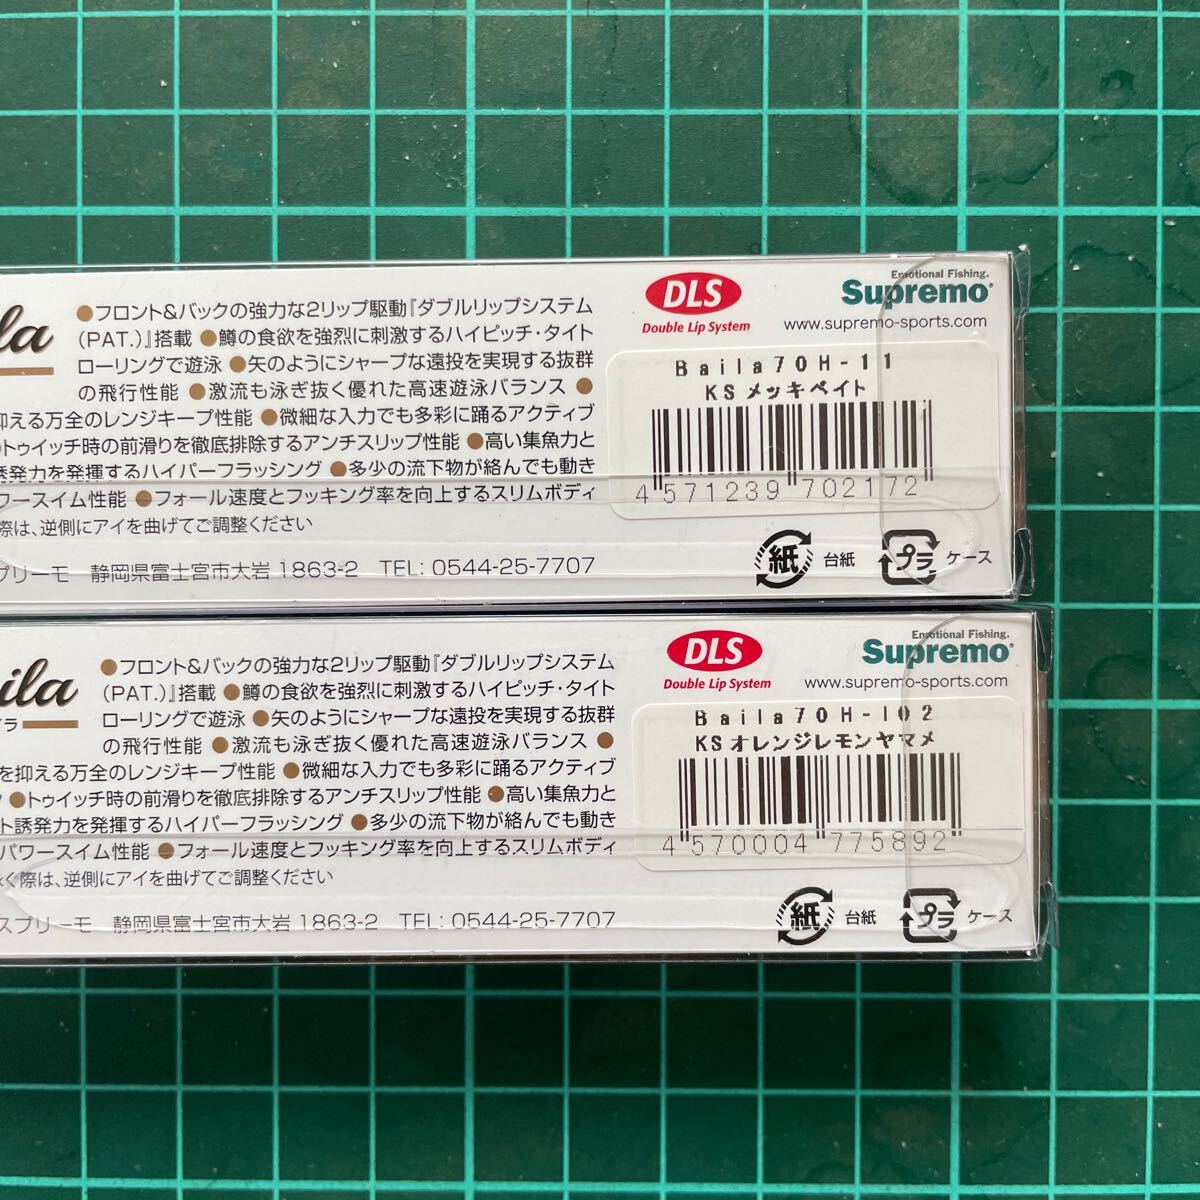 ila
●フロント&バックの強力な2リップ駆動『ダブルリップシステム
(PAT.)』搭載 ●鱒の食欲を強烈に刺激するハイピッチ・タイト
ローリングで遊泳 ●矢のようにシャープな遠投を実現する抜群
の飛行性能 ●激流も泳ぎ抜く優れた高速遊泳バランス ●
抑える万全のレンジキープ性能 ●微細な入力でも多彩に踊るアクティブ
●トゥイッチ時の前滑りを徹底排除するアンチスリップ性能 ●高い集魚力と
誘発力を発揮するハイパーフラッシング ●多少の流下物が絡んでも動き
ワースイム性能 ●フォール速度とフッキング率を向上するスリムボディ
際は、逆側にアイを曲げてご調整ください
プリーモ 静岡県富士宮市大岩 1863-2 TEL: 0544-25-7707
DLS
Double Lip System
Emotional Fishing.
Supremo
www.supremo-sports.com
Baila70H-11
KSメッキベイト
4 571239 702172
紙 台紙 プラ ケース
ila
ラ
●フロント&バックの強力な2リップ駆動『ダブルリップシステム
(PAT.)』搭載 ●鱒の食欲を強烈に刺激するハイピッチ・タイト
ローリングで遊泳 ●矢のようにシャープな遠投を実現する抜群
の飛行性能 ●激流も泳ぎ抜く優れた高速遊泳バランス ●
を抑える万全のレンジキープ性能 ●微細な入力でも多彩に踊るアクティブ
●トゥイッチ時の前滑りを徹底排除するアンチスリップ性能 ●高い集魚力と
ト誘発力を発揮するハイパーフラッシング ●多少の流下物が絡んでも動き
パワースイム性能 ●フォール速度とフッキング率を向上するスリムボディ
く際は、逆側にアイを曲げてご調整ください
スプリーモ 静岡県富士宮市大岩 1863-2 TEL: 0544-25-7707
DLS
Double Lip System
Emotional Fishing.
Supremo
www.supremo-sports.com
Baila70H-102
KSオレンジレモンヤマメ
4 570004 775892
紙 台紙 プラ ケース